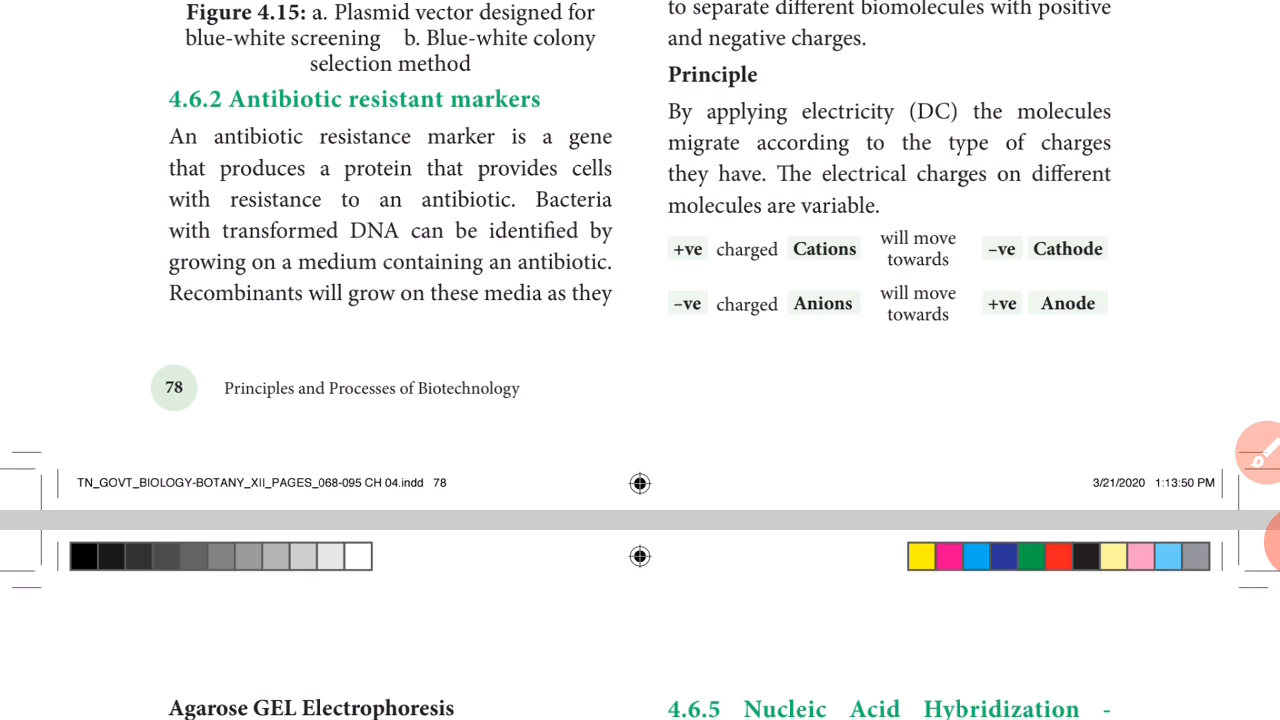 Figure 4.15: a. Plasmid vector designed for
blue-white screening b. Blue-white colony
selection method
4.6.2 Antibiotic resistant markers
An antibiotic resistance marker is a gene
that produces a protein that provides cells
with resistance to an antibiotic. Bacteria
with transformed DNA can be identified by
growing on a medium containing an antibiotic.
Recombinants will grow on these media as they
to separate different biomolecules with positive
and negative charges.
Principle
By applying electricity (DC) the molecules
migrate according to the type of charges
they have. The electrical charges on different
molecules are variable.
+ve charged Cations will move towards –ve Cathode
–ve charged Anions will move towards +ve Anode
78 Principles and Processes of Biotechnology
TN_GOVT_BIOLOGY-BOTANY_XII_PAGES_068-095 CH 04.indd 78
3/21/2020 1:13:50 PM
Agarose GEL Electrophoresis
4.6.5 Nucleic Acid Hybridization -